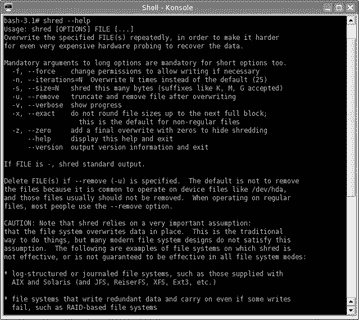 Shell - Konsole
bash-3.1# shred --help
Usage: shred [OPTIONS] FILE [...]
Overwrite the specified FILE(s) repeatedly, in order to make it harder
for even very expensive hardware probing to recover the data.
Mandatory arguments to long options are mandatory for short options too.
-f, --force change permissions to allow writing if necessary
-n, --iterations=N Overwrite N times instead of the default (25)
-s, --size=N shred this many bytes (suffixes like K, M, G accepted)
-u, --remove truncate and remove file after overwriting
-v, --verbose show progress
-x, --exact do not round file sizes up to the next full block;
this is the default for non-regular files
-z, --zero add a final overwrite with zeros to hide shredding
--help display this help and exit
--version output version information and exit
If FILE is -, shred standard output.
Delete FILE(s) if --remove (-u) is specified. The default is not to remove
the files because it is common to operate on device files like /dev/hda,
and those files usually should not be removed. When operating on regular
files, most people use the --remove option.
CAUTION: Note that shred relies on a very important assumption:
that the file system overwrites data in place. This is the traditional
way to do things, but many modern file system designs do not satisfy this
assumption. The following are examples of file systems on which shred is
not effective, or is not guaranteed to be effective in all file system modes:
* log-structured or journaled file systems, such as those supplied with
AIX and Solaris (and JFS, ReiserFS, XFS, Ext3, etc.)
* file systems that write redundant data and carry on even if some writes
fail, such as RAID-based file systems